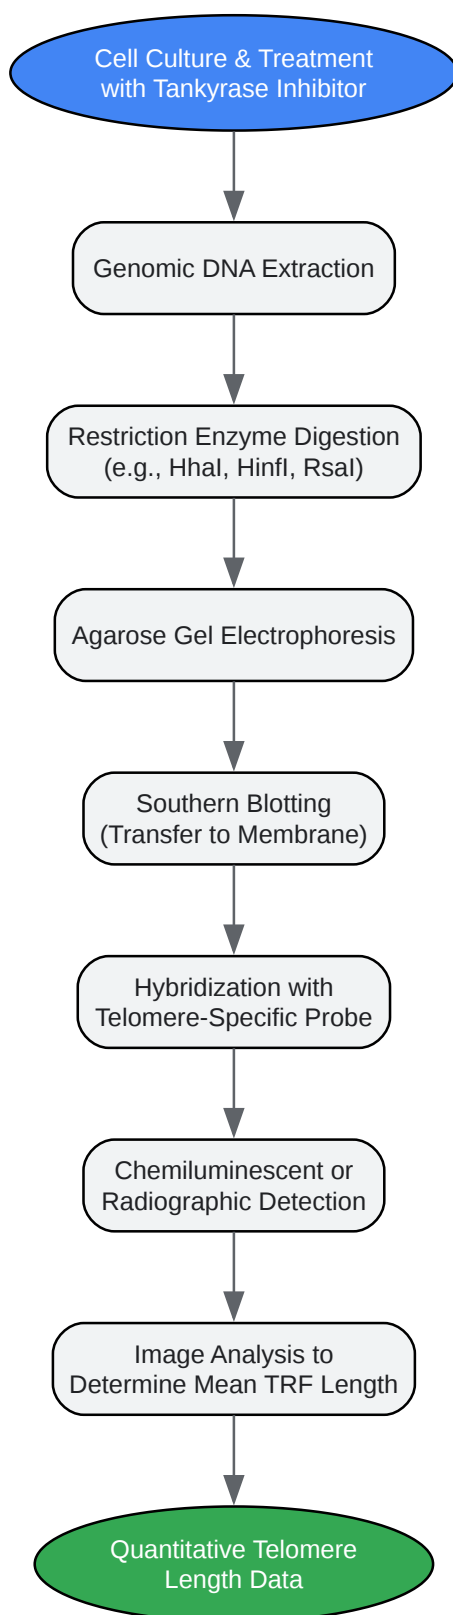 Cell Culture & Treatment
with Tankyrase Inhibitor
Genomic DNA Extraction
Restriction Enzyme Digestion
(e.g., HhaI, HinfI, RsaI)
Agarose Gel Electrophoresis
Southern Blotting
(Transfer to Membrane)
Hybridization with
Telomere-Specific Probe
Chemiluminescent or
Radiographic Detection
Image Analysis to
Determine Mean TRF Length
Quantitative Telomere
Length Data